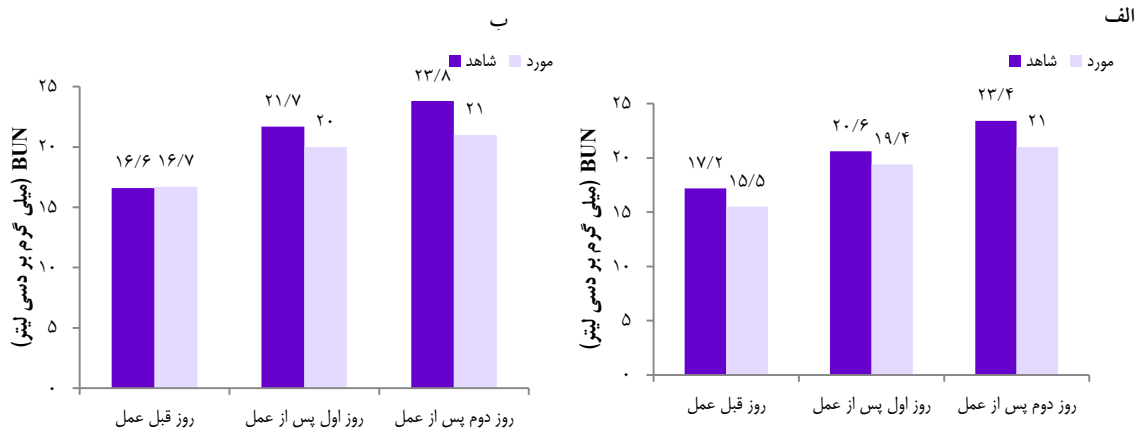 الف
مورد شاهد
BUN (میلی گرم بر دسی لیتر)
۲۵
۲۰
۱۵
۱۰
۵
۰
۱۷/۲
۱۵/۵
۲۰/۶
۱۹/۴
۲۳/۴
۲۱
روز قبل عمل
روز اول پس از عمل
روز دوم پس از عمل
ب
مورد شاهد
BUN (میلی گرم بر دسی لیتر)
۲۵
۲۰
۱۵
۱۰
۵
۰
۱۶/۶
۱۶/۷
۲۱/۷
۲۰
۲۳/۸
۲۱
روز قبل عمل
روز اول پس از عمل
روز دوم پس از عمل